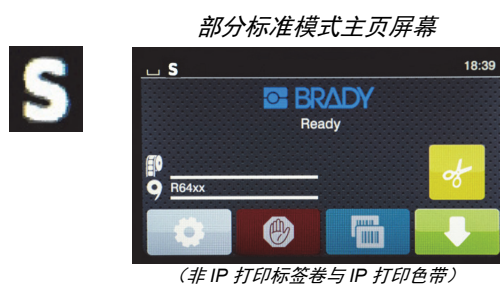 部分标准模式主页屏幕
S
S
18:39
BRADY
Ready
R64xx
（非 IP 打印标签卷与 IP 打印色带）